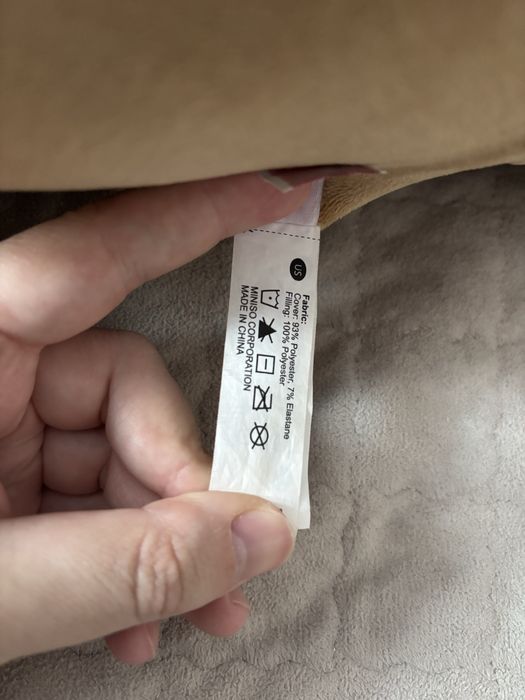 US
Fabric:
Cover: 93% Polyester, 7% Elastane
Filling: 100% Polyester
MINISO CORPORATION
MADE IN CHINA